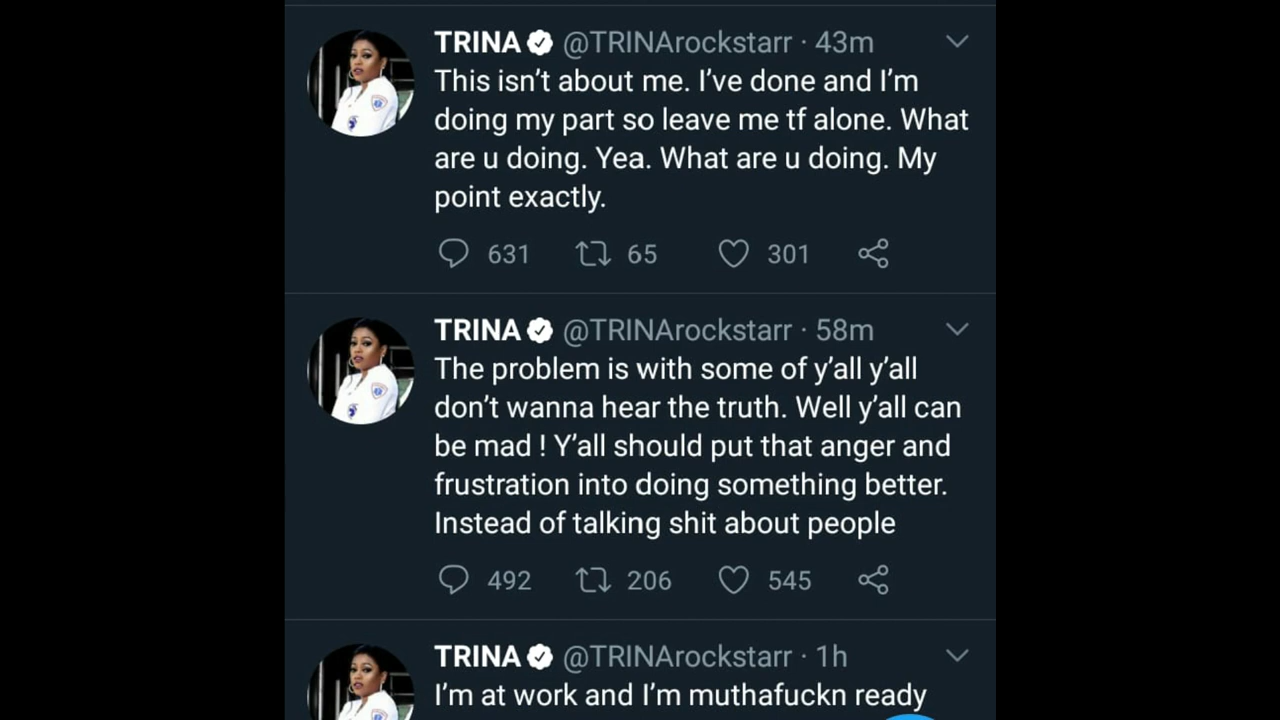 TRINA @TRINArockstarr · 43m
This isn't about me. I've done and I'm
doing my part so leave me tf alone. What
are u doing. Yea. What are u doing. My
point exactly.
631 65 301
TRINA @TRINArockstarr · 58m
The problem is with some of y'all y'all
don't wanna hear the truth. Well y'all can
be mad ! Y'all should put that anger and
frustration into doing something better.
Instead of talking shit about people
492 206 545
TRINA @TRINArockstarr · 1h
I'm at work and I'm muthafuckn ready